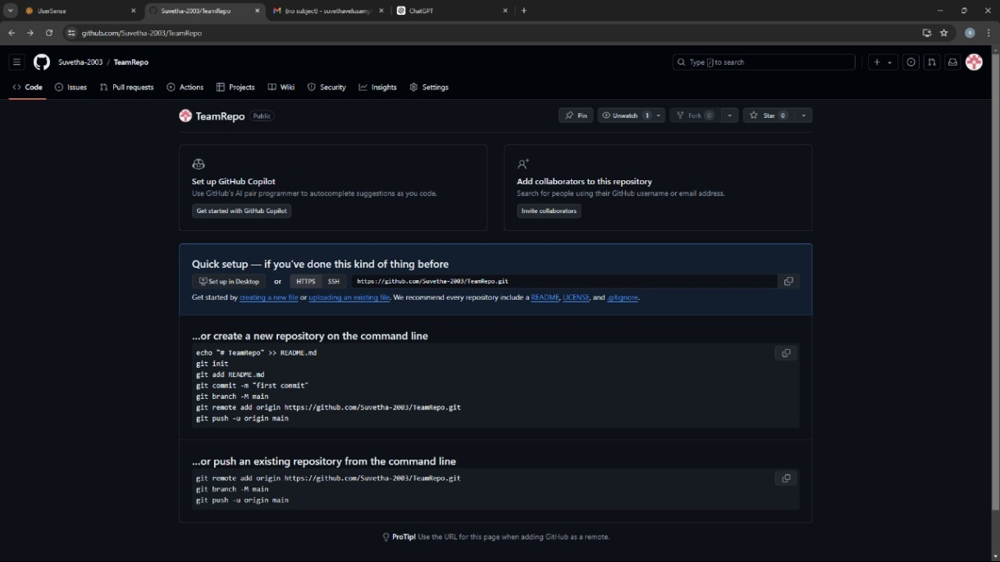 UserSense
Suvetha-2003/TeamRepo
(no subject) - suvethavelusamy
ChatGPT
github.com/Suvetha-2003/TeamRepo
S
Suvetha-2003 / TeamRepo
Type / to search
Code
Issues
Pull requests
Actions
Projects
Wiki
Security
Insights
Settings
TeamRepo Public
Pin
Unwatch 1
Fork 0
Star 0
Set up GitHub Copilot
Use GitHub's AI pair programmer to autocomplete suggestions as you code.
Get started with GitHub Copilot
Add collaborators to this repository
Search for people using their GitHub username or email address.
Invite collaborators
Quick setup — if you've done this kind of thing before
Set up in Desktop or HTTPS SSH https://github.com/Suvetha-2003/TeamRepo.git
Get started by creating a new file or uploading an existing file. We recommend every repository include a README, LICENSE, and .gitignore.
...or create a new repository on the command line
echo "# TeamRepo" >> README.md
git init
git add README.md
git commit -m "first commit"
git branch -M main
git remote add origin https://github.com/Suvetha-2003/TeamRepo.git
git push -u origin main
...or push an existing repository from the command line
git remote add origin https://github.com/Suvetha-2003/TeamRepo.git
git branch -M main
git push -u origin main
ProTip! Use the URL for this page when adding GitHub as a remote.